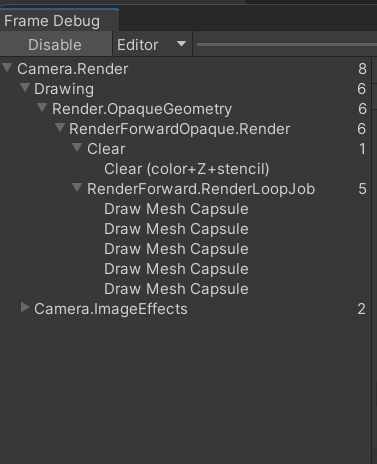 Frame Debug
Disable Editor
Camera.Render 8
Drawing 6
Render.OpaqueGeometry 6
RenderForwardOpaque.Render 6
Clear 1
Clear (color+Z+stencil)
RenderForward.RenderLoopJob 5
Draw Mesh Capsule
Draw Mesh Capsule
Draw Mesh Capsule
Draw Mesh Capsule
Draw Mesh Capsule
Camera.ImageEffects 2